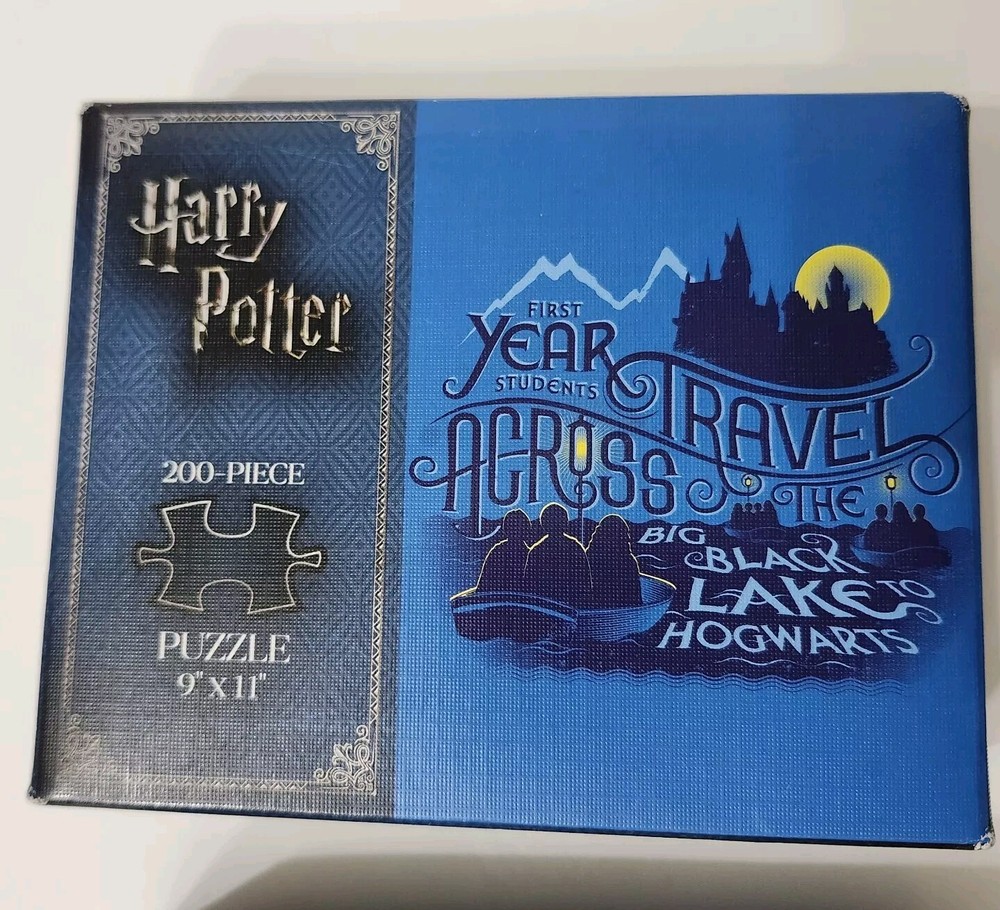 Harry
Potter
200-PIECE
PUZZLE
9" X 11"
FIRST
YEAR
STUDENTS
TRAVEL
ACROSS
THE
BIG
BLACK
LAKE TO
HOGWARTS